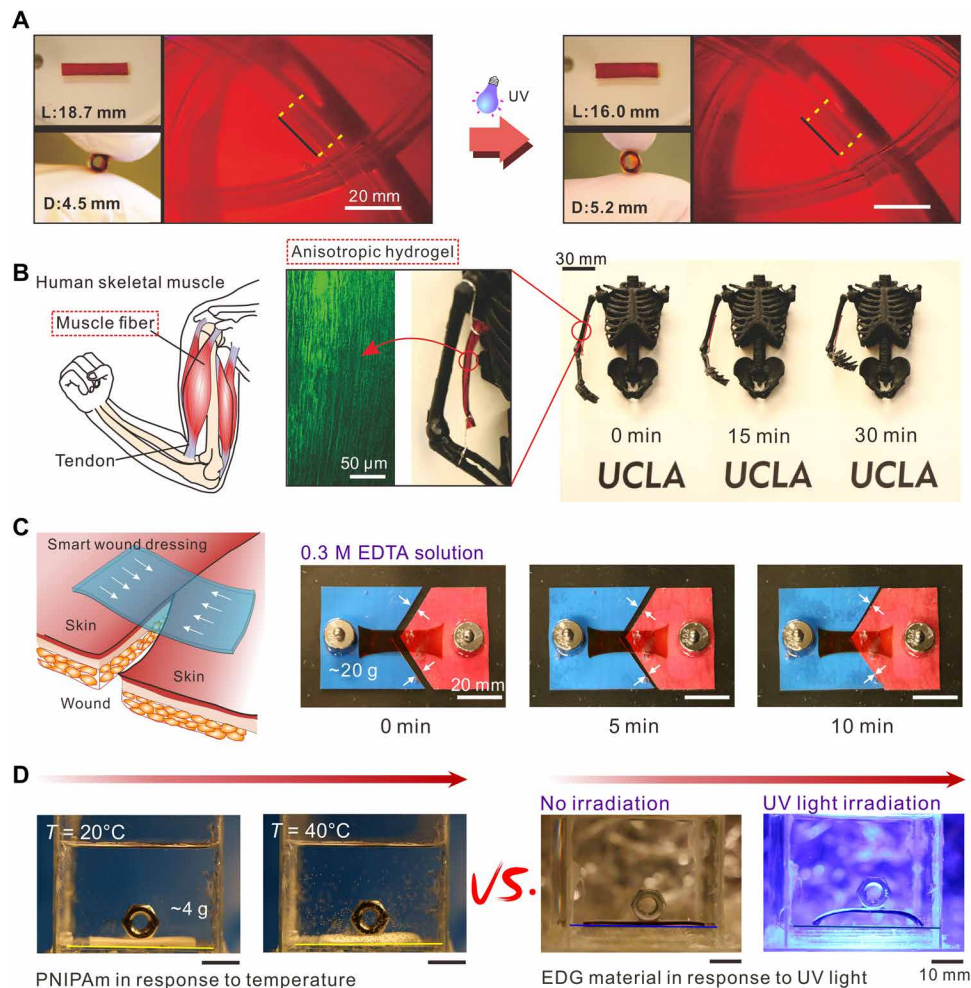 A
L:18.7 mm
D:4.5 mm
20 mm
UV
L:16.0 mm
D:5.2 mm
B
Human skeletal muscle
Muscle fiber
Tendon
Anisotropic hydrogel
50 µm
30 mm
0 min
15 min
30 min
UCLA
UCLA
UCLA
C
Smart wound dressing
Skin
Skin
Wound
0.3 M EDTA solution
~20 g
20 mm
0 min
5 min
10 min
D
T = 20°C
~4 g
T = 40°C
PNIPAm in response to temperature
VS.
No irradiation
UV light irradiation
EDG material in response to UV light
10 mm